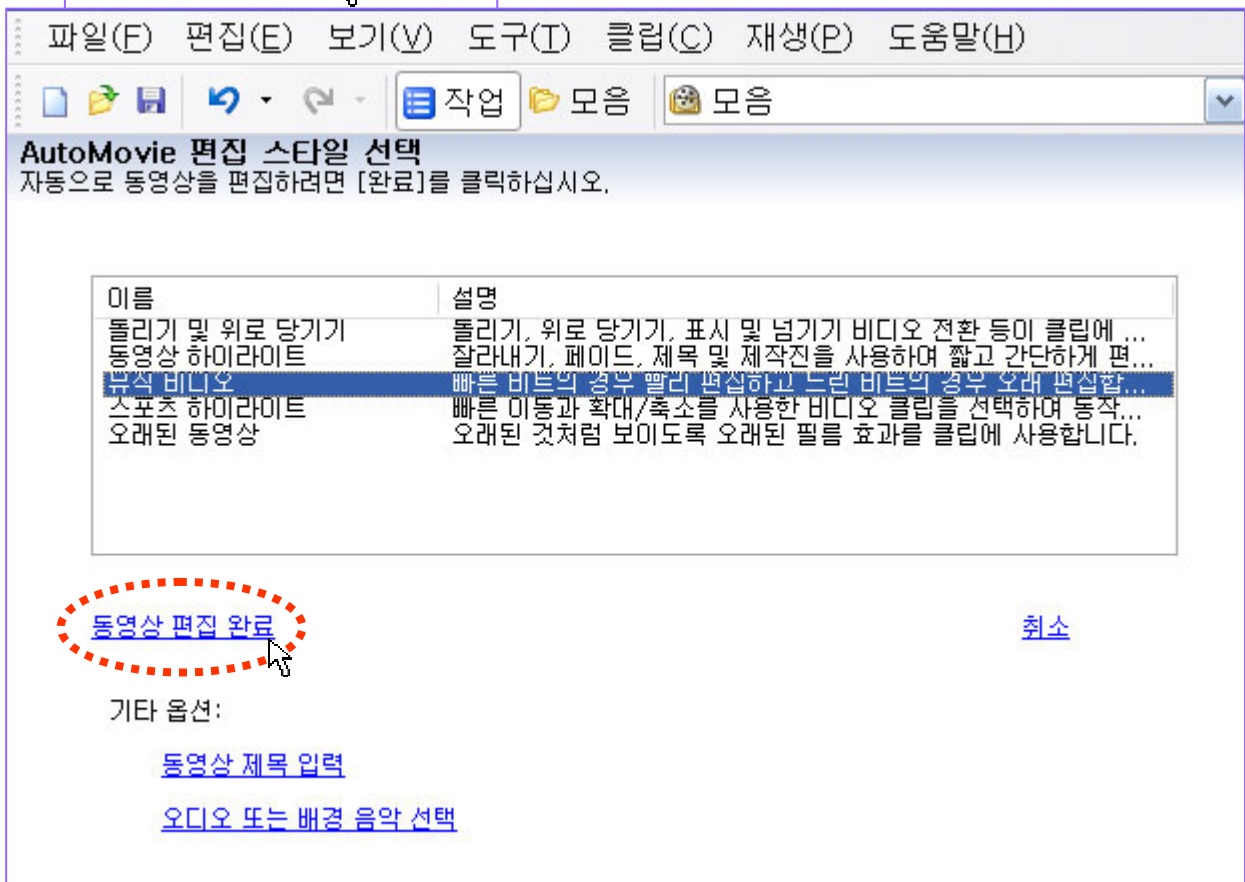 파일(F) 편집(E) 보기(V) 도구(T) 클립(C) 재생(P) 도움말(H)
작업 모음 모음
AutoMovie 편집 스타일 선택
자동으로 동영상을 편집하려면 [완료]를 클릭하십시오.
이름 설명
돌리기 및 위로 당기기 돌리기, 위로 당기기, 표시 및 넘기기 비디오 전환 등이 클립에 ...
동영상 하이라이트 잘라내기, 페이드, 제목 및 제작진을 사용하여 짧고 간단하게 편...
뮤직 비디오 빠른 비트의 경우 빨리 편집하고 느린 비트의 경우 오래 편집합...
스포츠 하이라이트 빠른 이동과 확대/축소를 사용한 비디오 클립을 선택하여 동작...
오래된 동영상 오래된 것처럼 보이도록 오래된 필름 효과를 클립에 사용합니다.
동영상 편집 완료 취소
기타 옵션:
동영상 제목 입력
오디오 또는 배경 음악 선택